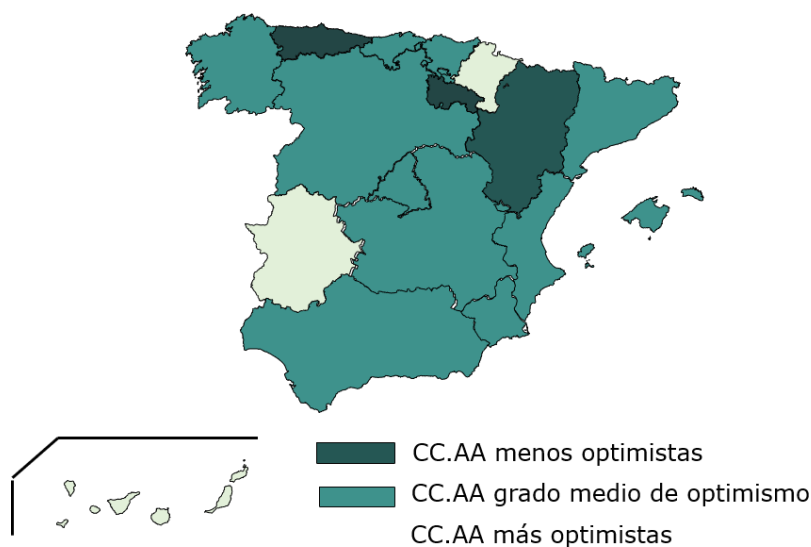 CC.AA menos optimistas
CC.AA grado medio de optimismo
CC.AA más optimistas